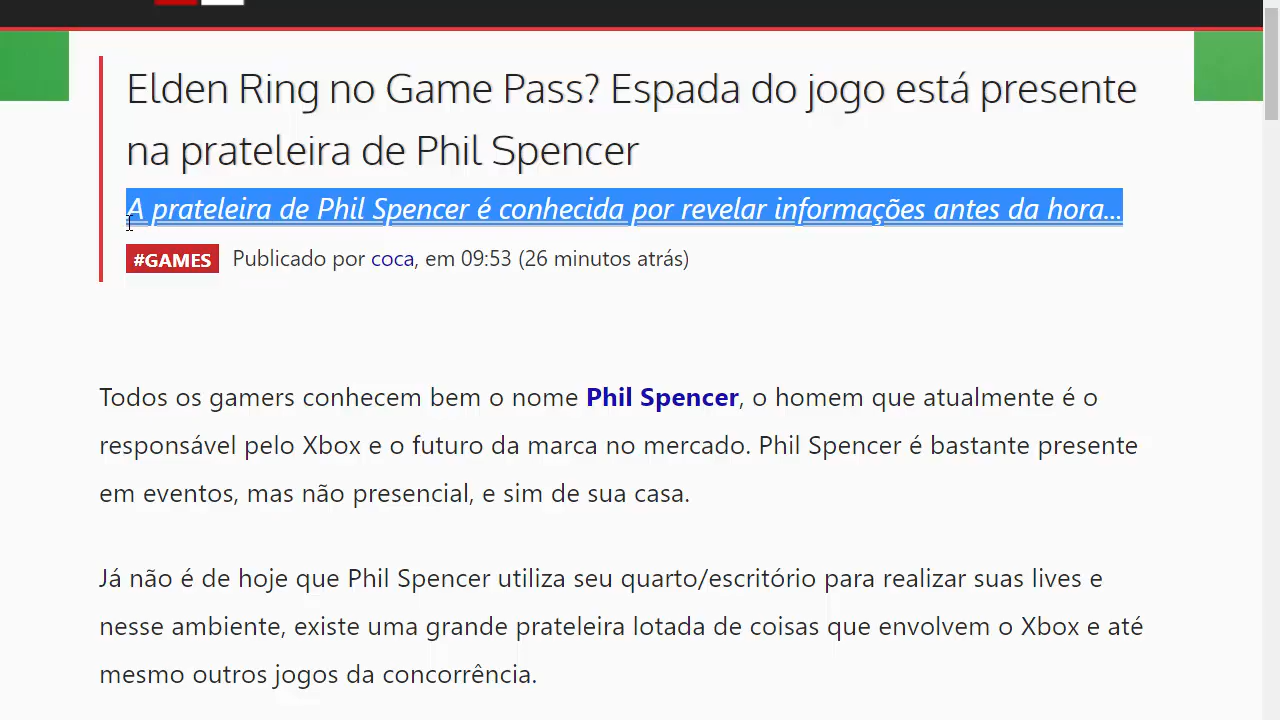 Elden Ring no Game Pass? Espada do jogo está presente
na prateleira de Phil Spencer
A prateleira de Phil Spencer é conhecida por revelar informações antes da hora...
#GAMES Publicado por coca, em 09:53 (26 minutos atrás)
Todos os gamers conhecem bem o nome Phil Spencer, o homem que atualmente é o
responsável pelo Xbox e o futuro da marca no mercado. Phil Spencer é bastante presente
em eventos, mas não presencial, e sim de sua casa.
Já não é de hoje que Phil Spencer utiliza seu quarto/escritório para realizar suas lives e
nesse ambiente, existe uma grande prateleira lotada de coisas que envolvem o Xbox e até
mesmo outros jogos da concorrência.